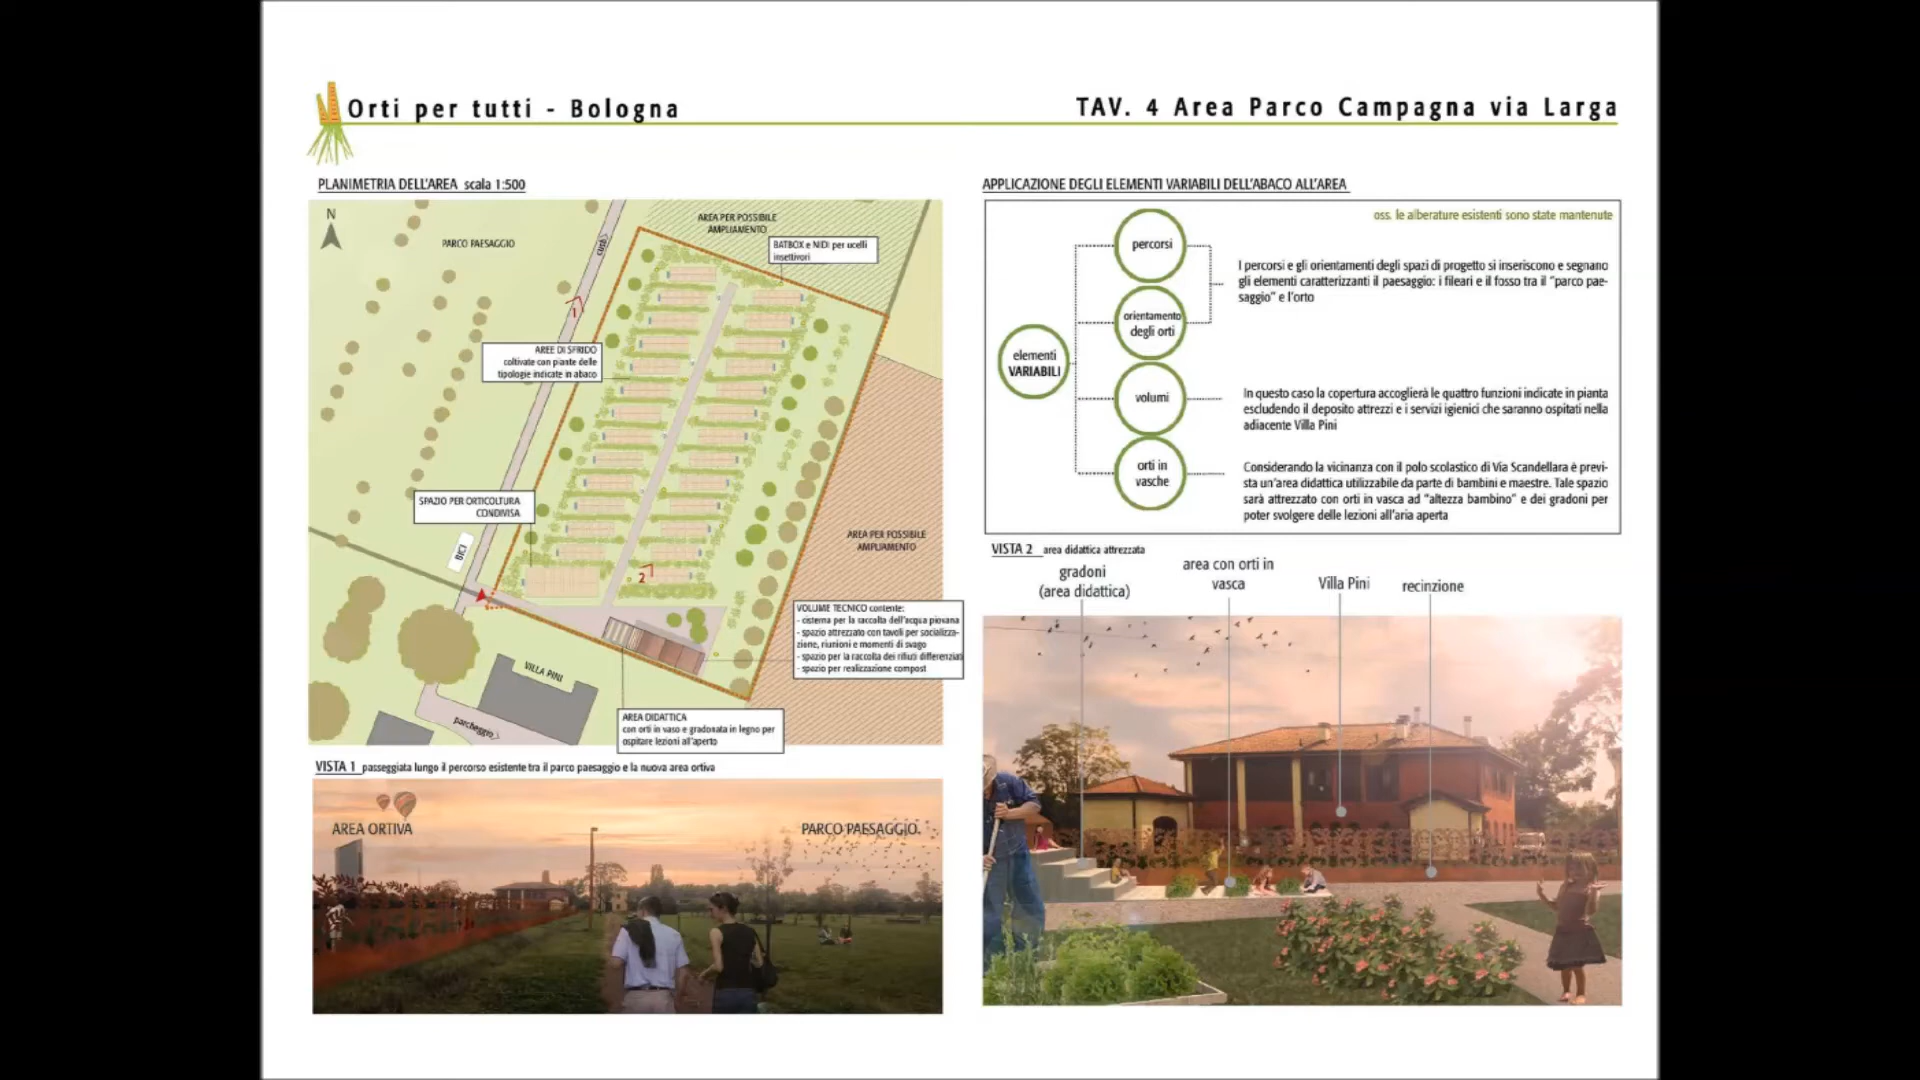 Orti per tutti - Bologna
TAV. 4 Area Parco Campagna via Larga
PLANIMETRIA DELL'AREA scala 1:500
N
PARCO PAESAGGIO
AREA PER POSSIBILE
AMPLIAMENTO
BATBOX e NIDI per ucelli
insettivori
1
AREE DI SFRIDO
coltivate con piante delle
tipologie indicate in abaco
SPAZIO PER ORTICOLTURA
CONDIVISA
BICI
2
AREA PER POSSIBILE
AMPLIAMENTO
VOLUME TECNICO contente:
- cisterna per la raccolta dell'acqua piovana
- spazio attrezzato con tavoli per socializza-
zione, riunioni e momenti di svago
- spazio per la raccolta dei rifiuti differenziati
- spazio per realizzazione compost
VILLA PINI
parcheggio
AREA DIDATTICA
con orti in vaso e gradonata in legno per
ospitare lezioni all'aperto
VISTA 1 passeggiata lungo il percorso esistente tra il parco paesaggio e la nuova area ortiva
AREA ORTIVA
PARCO PAESAGGIO
APPLICAZIONE DEGLI ELEMENTI VARIABILI DELL'ABACO ALL'AREA
oss. le alberature esistenti sono state mantenute
elementi
VARIABILI
percorsi
orientamento
degli orti
I percorsi e gli orientamenti degli spazi di progetto si inseriscono e segnano
gli elementi caratterizzanti il paesaggio: i fileari e il fosso tra il "parco pae-
saggio" e l'orto
volumi
In questo caso la copertura accoglierà le quattro funzioni indicate in pianta
escludendo il deposito attrezzi e i servizi igienici che saranno ospitati nella
adiacente Villa Pini
orti in
vasche
Considerando la vicinanza con il polo scolastico di Via Scandellara è previ-
sta un'area didattica utilizzabile da parte di bambini e maestre. Tale spazio
sarà attrezzato con orti in vasca ad "altezza bambino" e dei gradoni per
poter svolgere delle lezioni all'aria aperta
VISTA 2 area didattica attrezzata
gradoni
(area didattica)
area con orti in
vasca
Villa Pini
recinzione